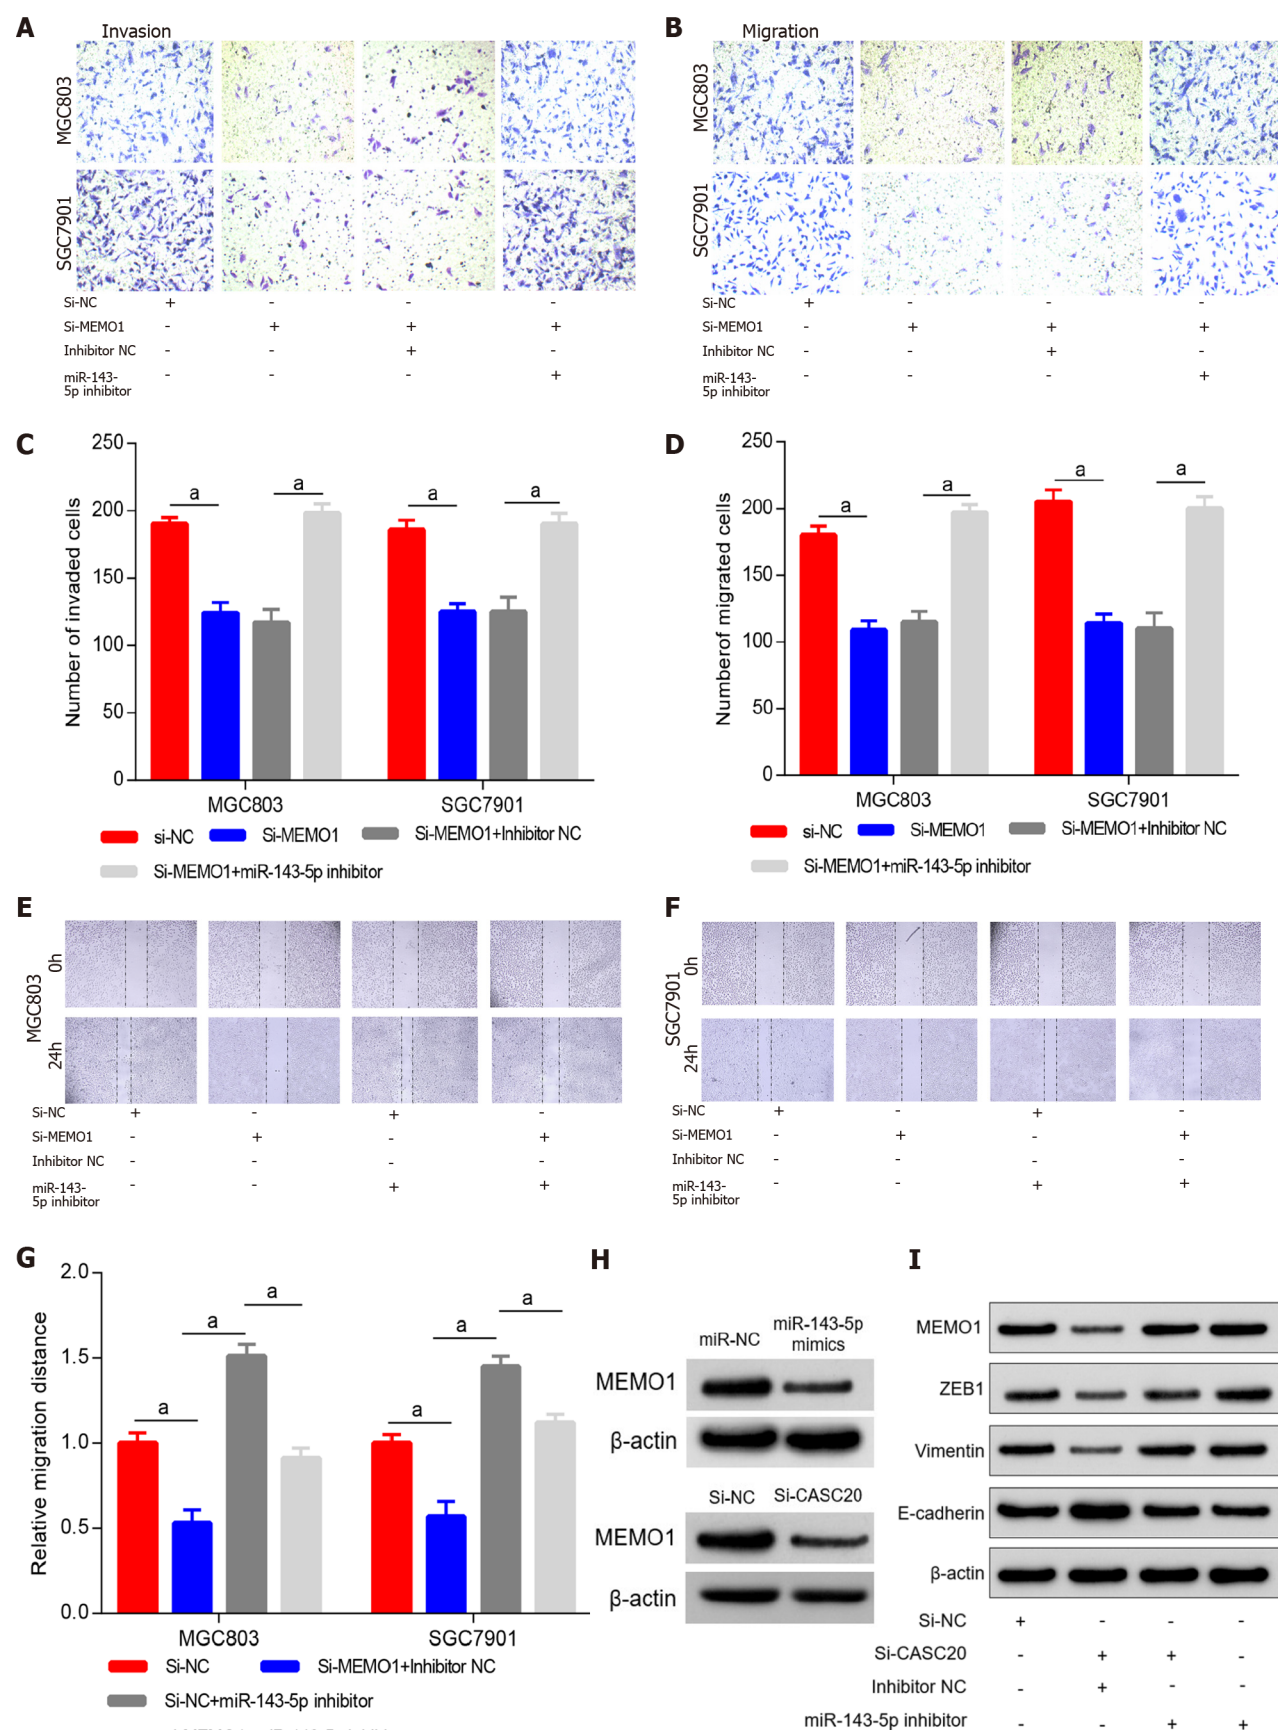 A
Invasion
MGC803
SGC7901
Si-NC + - - -
Si-MEMO1 - + + +
Inhibitor NC - - + -
miR-143-
5p inhibitor - - - +
B
Migration
MGC803
SGC7901
Si-NC + - - -
Si-MEMO1 - + + +
Inhibitor NC - - + -
miR-143-
5p inhibitor - - - +
C
Number of invaded cells
250
200
150
100
50
0
a a a a
MGC803 SGC7901
si-NC Si-MEMO1 Si-MEMO1+Inhibitor NC
Si-MEMO1+miR-143-5p inhibitor
D
Numberof migrated cells
250
200
150
100
50
0
a a a a
MGC803 SGC7901
si-NC Si-MEMO1 Si-MEMO1+Inhibitor NC
Si-MEMO1+miR-143-5p inhibitor
E
MGC803
0h
24h
Si-NC + - + -
Si-MEMO1 - + - +
Inhibitor NC - - - -
miR-143-
5p inhibitor - - + +
F
SGC7901
0h
24h
Si-NC + - + -
Si-MEMO1 - + - +
Inhibitor NC - - - -
miR-143-
5p inhibitor - - + +
G
Relative migration distance
2.0
1.5
1.0
0.5
0.0
a a a a a a
MGC803 SGC7901
Si-NC Si-MEMO1+Inhibitor NC
Si-NC+miR-143-5p inhibitor
H
miR-NC miR-143-5p
mimics
MEMO1
β-actin
Si-NC Si-CASC20
MEMO1
β-actin
I
MEMO1
ZEB1
Vimentin
E-cadherin
β-actin
Si-NC + - - -
Si-CASC20 - + + -
Inhibitor NC - + - -
miR-143-5p inhibitor - - + +